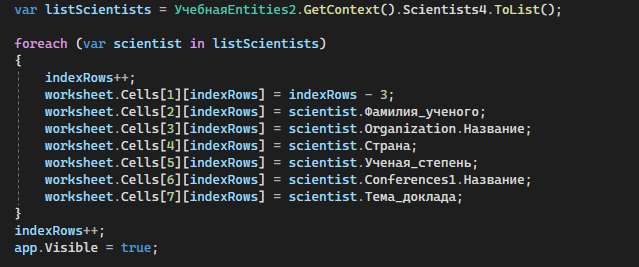 var listScientists = УчебнаяEntities2.GetContext().Scientists4.ToList();
foreach (var scientist in listScientists)
{
indexRows++;
worksheet.Cells[1][indexRows] = indexRows - 3;
worksheet.Cells[2][indexRows] = scientist.Фамилия_ученого;
worksheet.Cells[3][indexRows] = scientist.Organization.Название;
worksheet.Cells[4][indexRows] = scientist.Страна;
worksheet.Cells[5][indexRows] = scientist.Ученая_степень;
worksheet.Cells[6][indexRows] = scientist.Conferences1.Название;
worksheet.Cells[7][indexRows] = scientist.Тема_доклада;
}
indexRows++;
app.Visible = true;